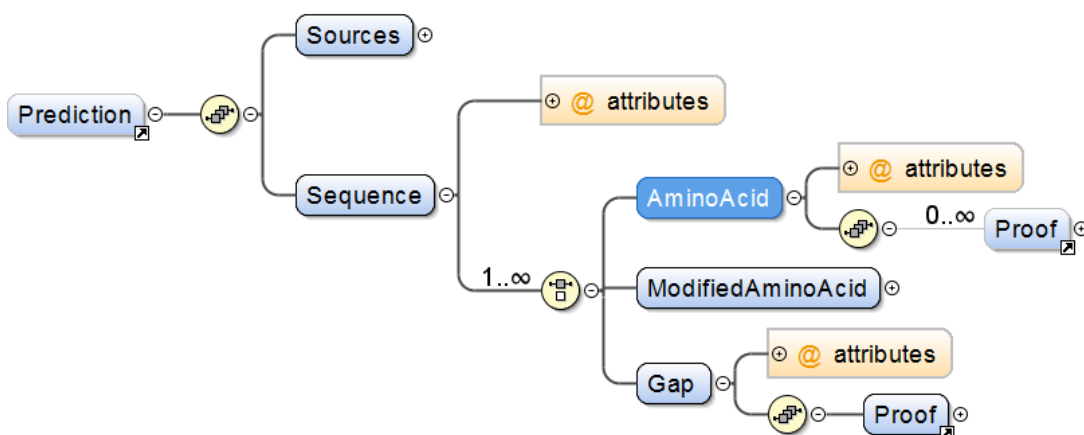 Sources
Prediction
@ attributes
Sequence
@ attributes
AminoAcid
0..∞
Proof
1..∞
ModifiedAminoAcid
@ attributes
Gap
Proof